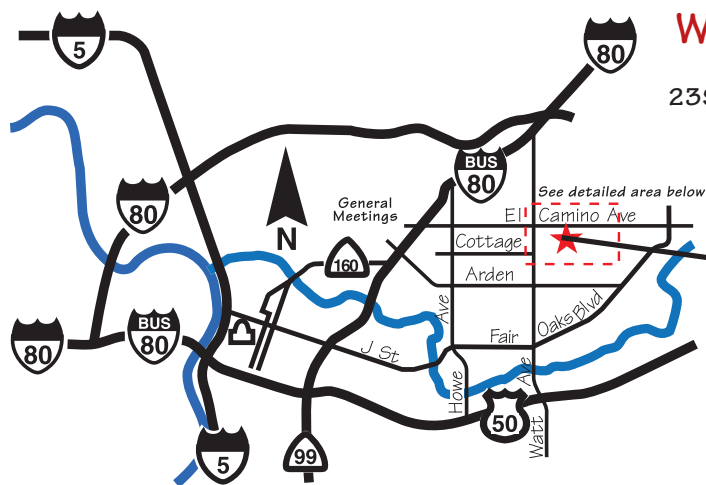 5
80
W
239
BUS
80
See detailed area below
General
Meetings
El Camino Ave
80
N
Cottage
160
Arden
Ave
Oaks Blvd
BUS
80
80
Fair
J St
Ave
Howe
50
Watt
5
99